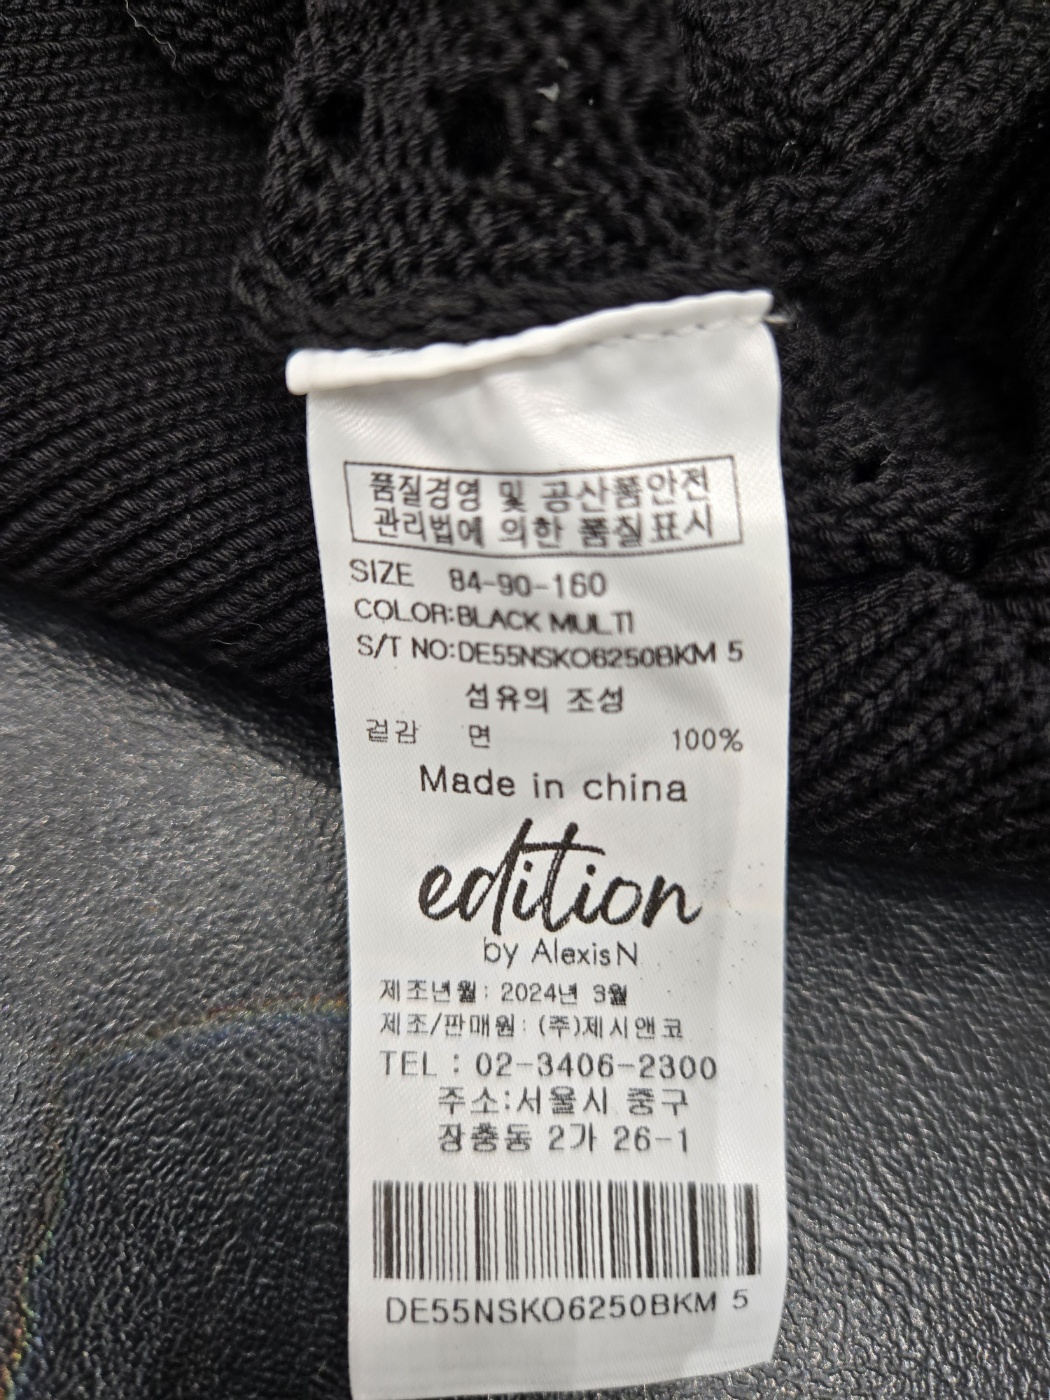 품질경영 및 공산품안전
관리법에 의한 품질표시
SIZE 84-90-160
COLOR:BLACK MULTI
S/T NO:DE55NSKO6250BKM 5
섬유의 조성
겉감 면 100%
Made in china
edition
by AlexisN
제조년월: 2024년 3월
제조/판매원: (주)제시앤코
TEL : 02-3406-2300
주소:서울시 중구
장충동 2가 26-1
DE55NSKO6250BKM 5